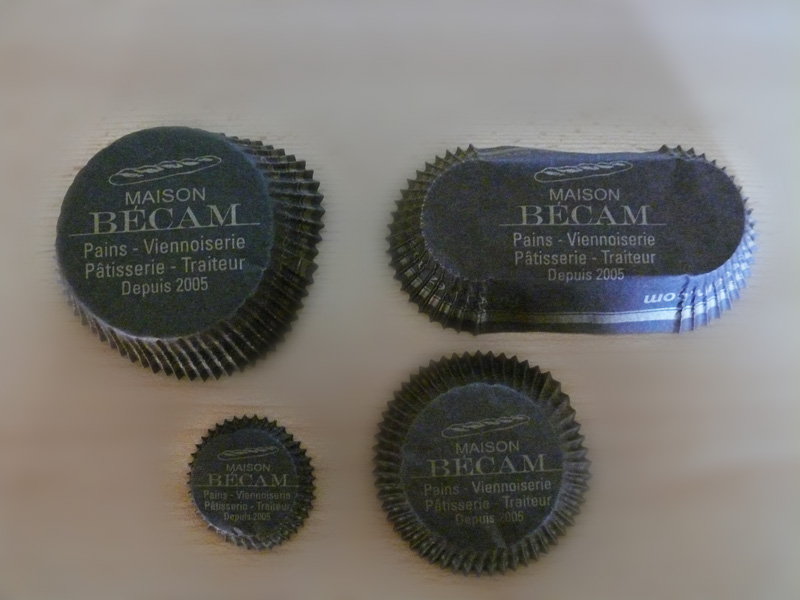 MAISON
BÉCAM
Pains - Viennoiserie
Pâtisserie - Traiteur
Depuis 2005
MAISON
BÉCAM
Pains - Viennoiserie
Pâtisserie - Traiteur
Depuis 2005
MAISON
BÉCAM
Pains - Viennoiserie
Pâtisserie - Traiteur
Depuis 2005
MAISON
BÉCAM
Pains - Viennoiserie
Pâtisserie - Traiteur
Depuis 2005